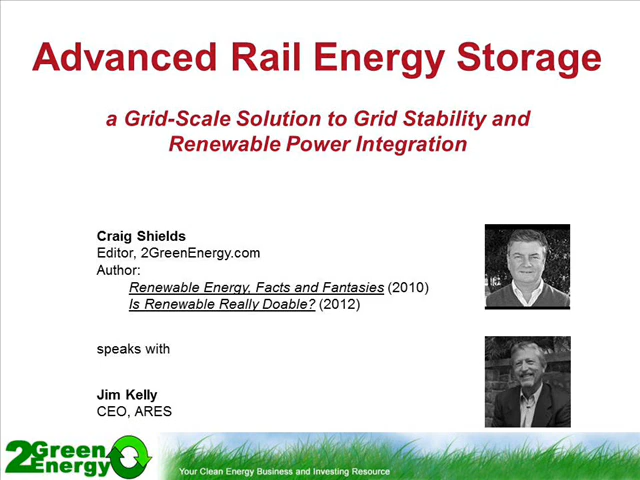 Advanced Rail Energy Storage
a Grid-Scale Solution to Grid Stability and
Renewable Power Integration
Craig Shields
Editor, 2GreenEnergy.com
Author:
Renewable Energy, Facts and Fantasies (2010)
Is Renewable Really Doable? (2012)
speaks with
Jim Kelly
CEO, ARES
2Green
Energy
Your Clean Energy Business and Investing Resource